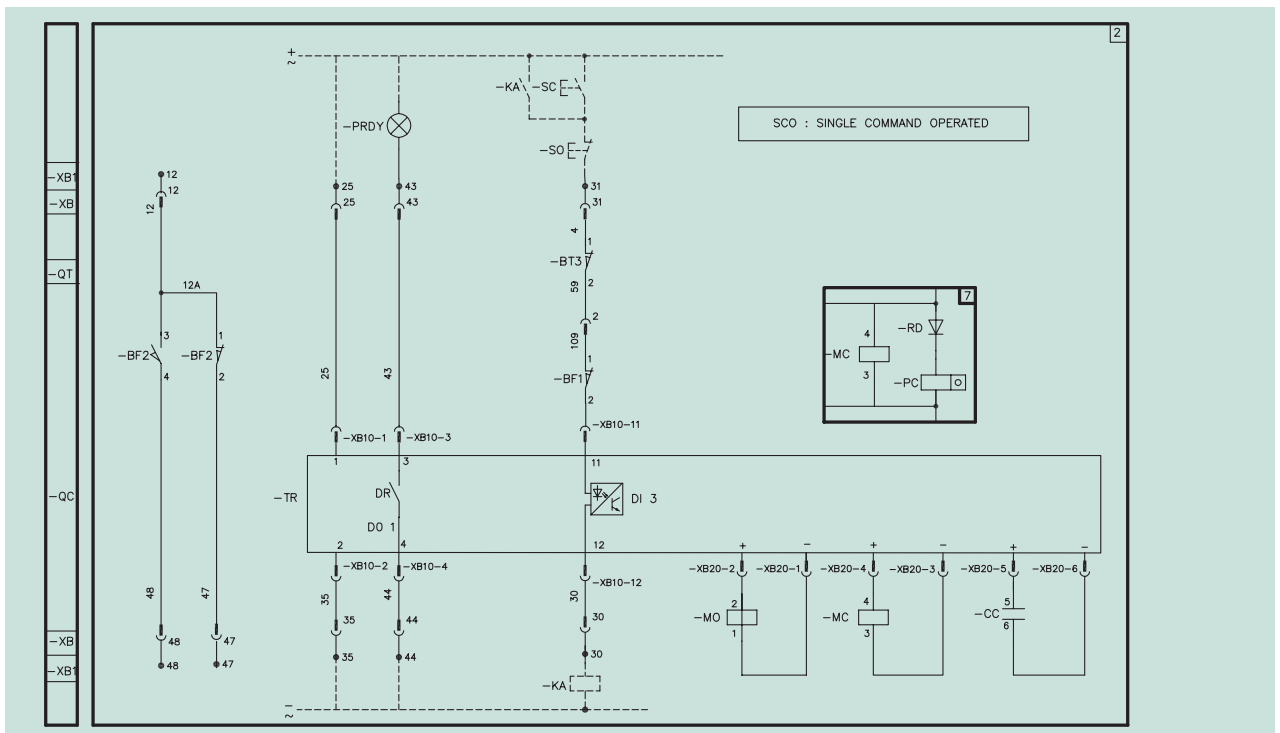 2
+
~
-KA
-SC
-PRDY
SCO : SINGLE COMMAND OPERATED
-SO
-XB1
12
25
43
31
-XB
12
25
43
31
12
4
1
-BT3
-QT
2
59
12A
7
2
109
4
-RD
3
1
-BF2
-BF2
-MC
4
2
25
43
1
-BF1
3
-PC
2
-XB10-1
-XB10-3
-XB10-11
1
3
11
-QC
-TR
DR
DI 3
DO 1
2
4
12
+
-
+
-
+
-
-XB10-2
-XB10-4
-XB10-12
-XB20-2
-XB20-1
-XB20-4
-XB20-3
-XB20-5
-XB20-6
48
47
35
44
30
2
-MO
1
4
-MC
3
5
-CC
6
35
44
30
-XB
48
47
-XB1
48
47
35
44
30
-KA
-
~